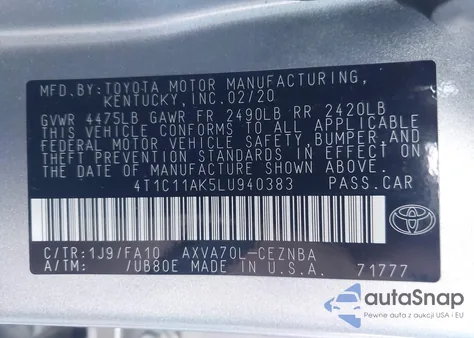 MFD.BY:TOYOTA MOTOR MANUFACTURING,
KENTUCKY,INC.02/20
GVWR 4475LB GAWR FR 2490LB RR 2420LB
THIS VEHICLE CONFORMS TO ALL APPLICABLE
FEDERAL MOTOR VEHICLE SAFETY,BUMPER,AND
THEFT PREVENTION STANDARDS IN EFFECT ON
THE DATE OF MANUFACTURE SHOWN ABOVE.
4T1C11AK5LU940383 PASS.CAR
C/TR:1J9/FA10 AXVA70L-CEZNBA
A/TM: /UB80E MADE IN U.S.A. 71777
TOYOTA
autoSnap
Pewne auta z dostawą z USA i EU